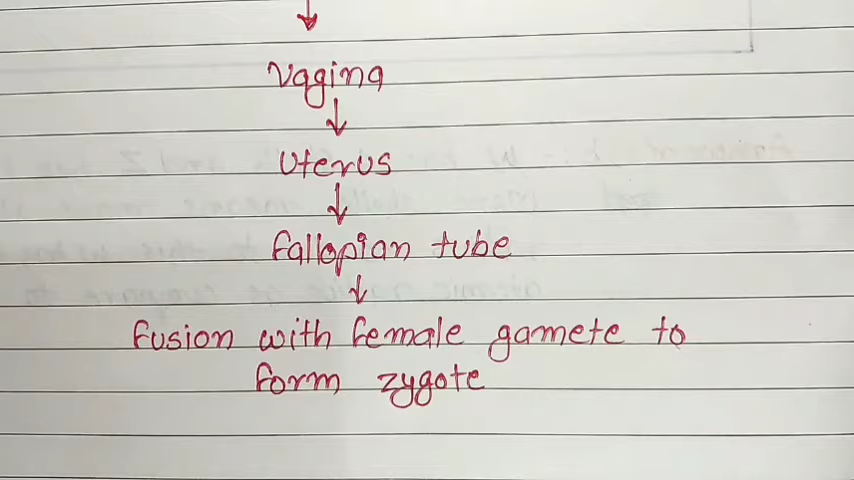 ↓
Vagina
↓
Uterus
↓
fallopian tube
↓
fusion with female gamete to
form zygote